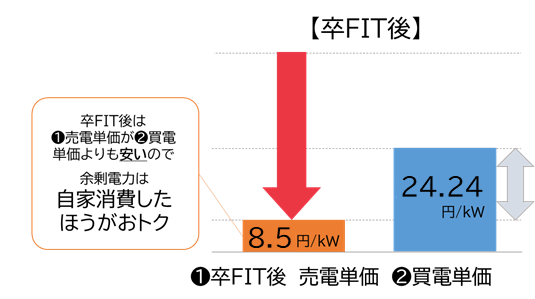 【卒FIT後】
卒FIT後は
❶売電単価が❷買電
単価よりも安いので
余剰電力は
自家消費した
ほうがおトク
24.24
円/kW
8.5円/kW
❶卒FIT後 売電単価 ❷買電単価